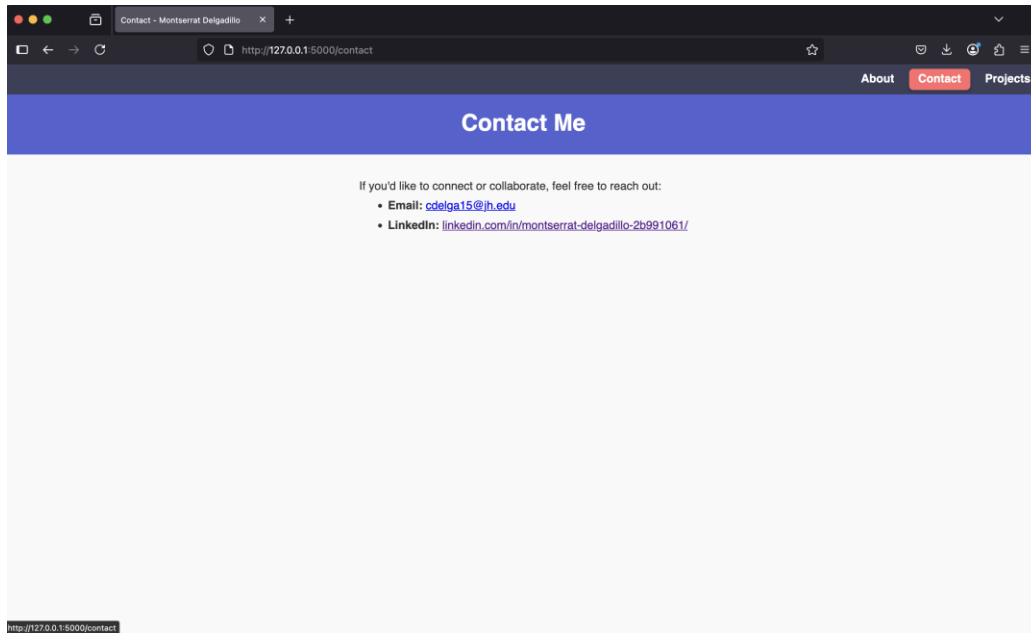 Contact - Montserrat Delgadillo
http://127.0.0.1:5000/contact
About Contact Projects
Contact Me
If you'd like to connect or collaborate, feel free to reach out:
• Email: cdelga15@jh.edu
• LinkedIn: linkedin.com/in/montserrat-delgadillo-2b991061/
http://127.0.0.1:5000/contact